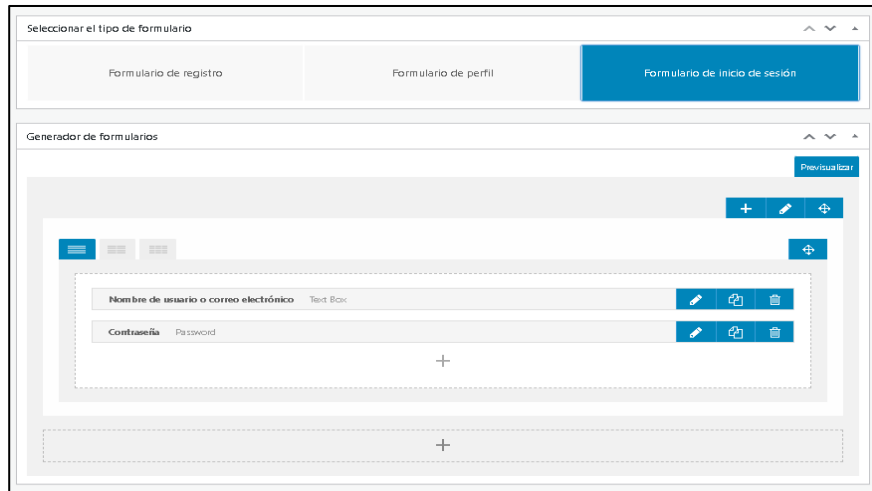 Seleccionar el tipo de formulario
Formulario de registro
Formulario de perfil
Formulario de inicio de sesión
Generador de formularios
Previsualizar
Nombre de usuario o correo electrónico Text Box
Contraseña Password